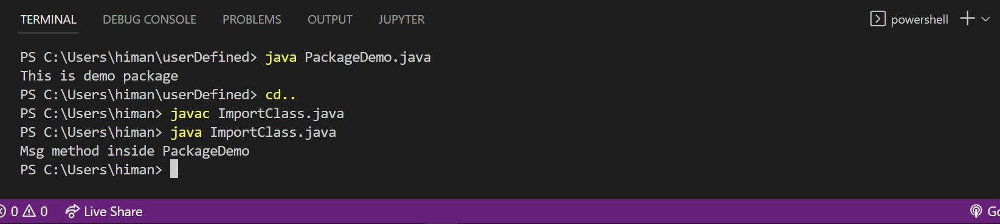 TERMINAL DEBUG CONSOLE PROBLEMS OUTPUT JUPYTER powershell
PS C:\Users\himan\userDefined> java PackageDemo.java
This is demo package
PS C:\Users\himan\userDefined> cd..
PS C:\Users\himan> javac ImportClass.java
PS C:\Users\himan> java ImportClass.java
Msg method inside PackageDemo
PS C:\Users\himan>
0 0 Live Share